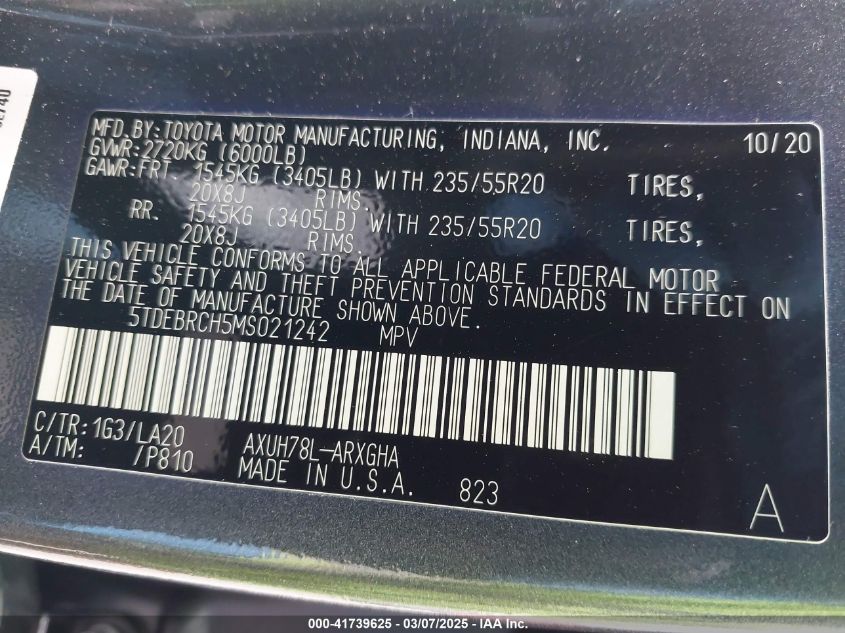 MFD. BY: TOYOTA MOTOR MANUFACTURING, INDIANA, INC. 10/20
GVWR: 2720KG (6000LB)
GAWR: FRT 1545KG (3405LB) WITH 235/55R20 TIRES,
20X8J RIMS.
RR. 1545KG (3405LB) WITH 235/55R20 TIRES,
20X8J RIMS.
THIS VEHICLE CONFORMS TO ALL APPLICABLE FEDERAL MOTOR
VEHICLE SAFETY AND THEFT PREVENTION STANDARDS IN EFFECT ON
THE DATE OF MANUFACTURE SHOWN ABOVE.
5TDEBRCH5MS021242 MPV
C/TR: 1G3/LA20 AXUH78L-ARXGHA
A/TM: /P810 MADE IN U.S.A. 823 A
000-41739625 - 03/07/2025 - IAA Inc.